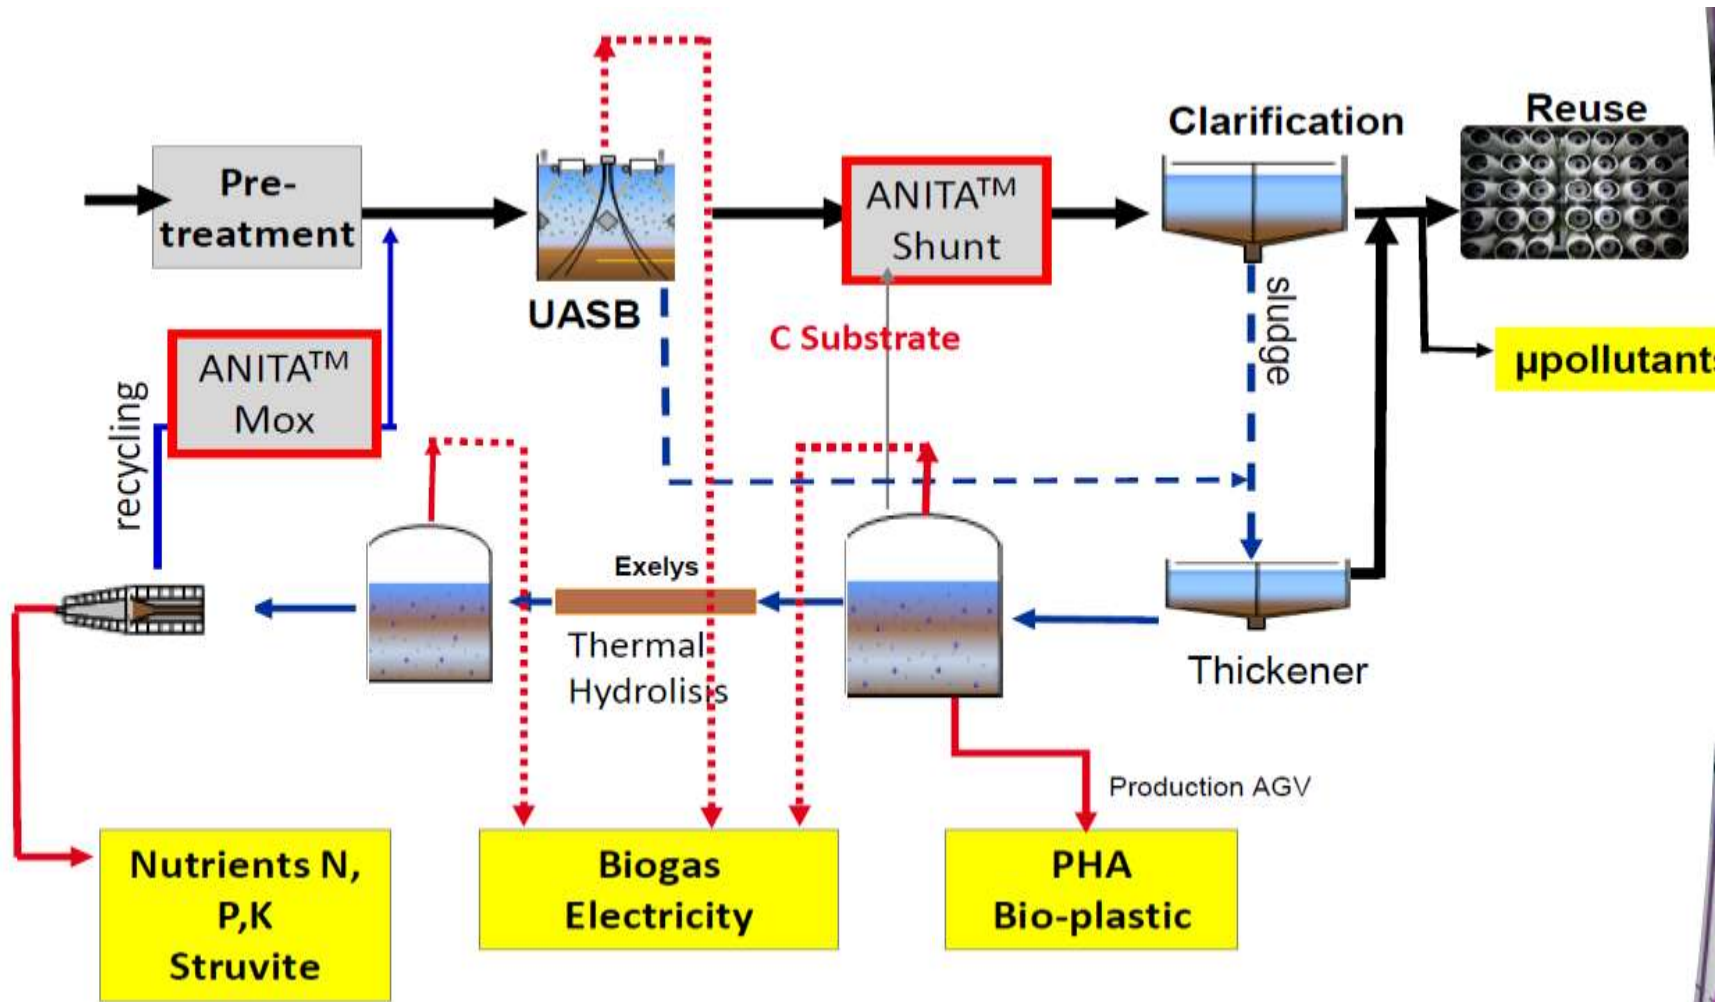 Reuse
Clarification
Pre-
treatment
ANITA™
Shunt
UASB
sludge
C Substrate
µpollutants
ANITA™
Mox
recycling
Exelys
Thermal
Hydrolisis
Thickener
Production AGV
Nutrients N,
P,K
Struvite
Biogas
Electricity
PHA
Bio-plastic